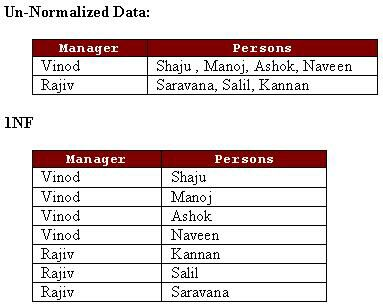 Un-Normalized Data:
Manager Persons
Vinod Shaju , Manoj, Ashok, Naveen
Rajiv Saravana, Salil, Kannan
1NF
Manager Persons
Vinod Shaju
Vinod Manoj
Vinod Ashok
Vinod Naveen
Rajiv Kannan
Rajiv Salil
Rajiv Saravana